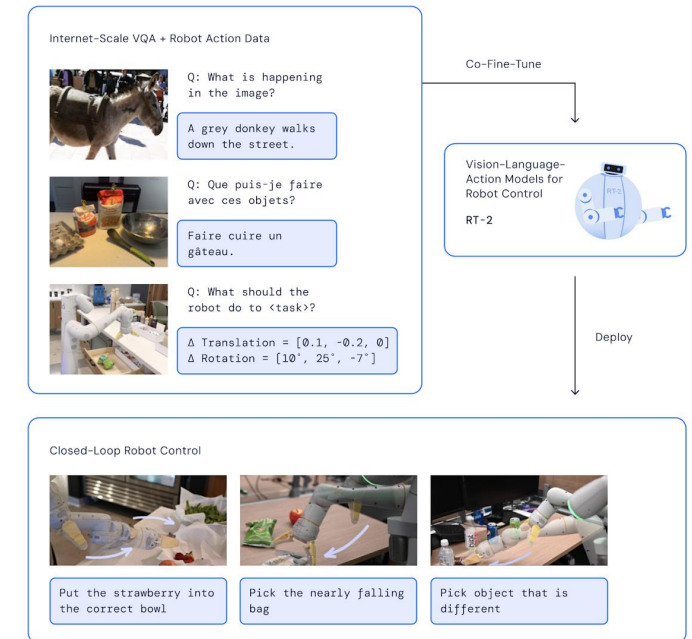 Internet-Scale VQA + Robot Action Data
Q: What is happening
in the image?
A grey donkey walks
down the street.
Q: Que puis-je faire
avec ces objets?
Faire cuire un
gâteau.
Q: What should the
robot do to <task>?
Δ Translation = [0.1, -0.2, 0]
Δ Rotation = [10°, 25°, -7°]
Co-Fine-Tune
Vision-Language-
Action Models for
Robot Control
RT-2
RT-2
Deploy
Closed-Loop Robot Control
Put the strawberry into
the correct bowl
Pick the nearly falling
bag
Pick object that is
different